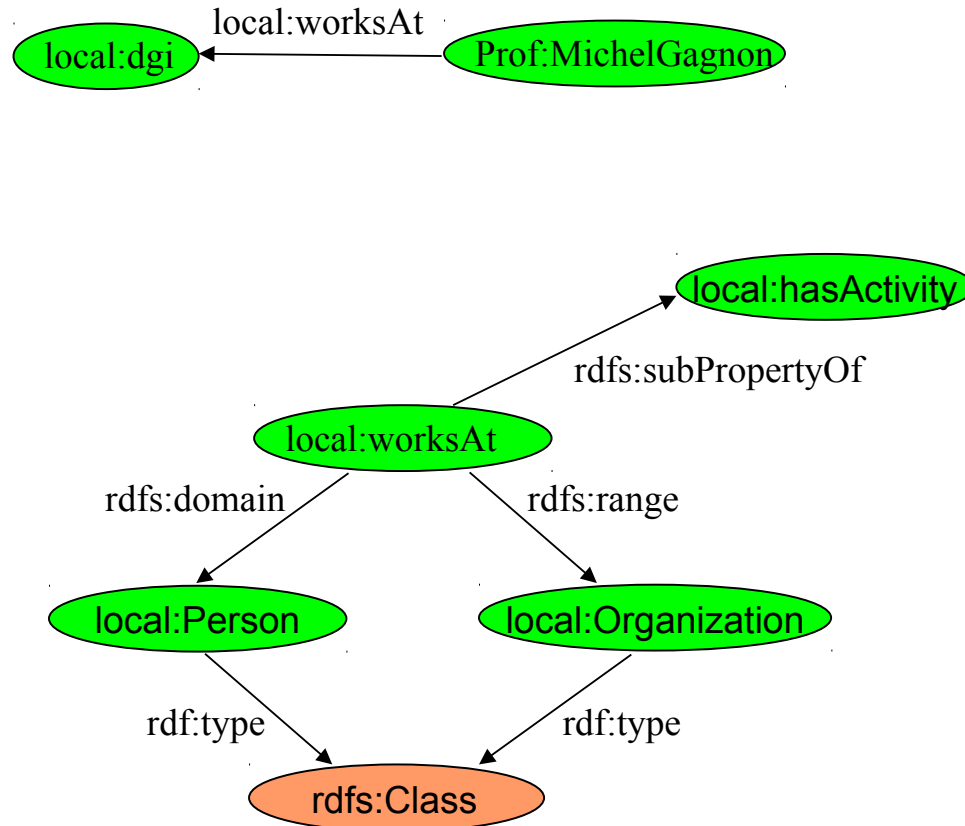 local:worksAt
local:dgi
Prof:MichelGagnon
local:hasActivity
rdfs:subPropertyOf
local:worksAt
rdfs:domain
rdfs:range
local:Person
local:Organization
rdf:type
rdf:type
rdfs:Class